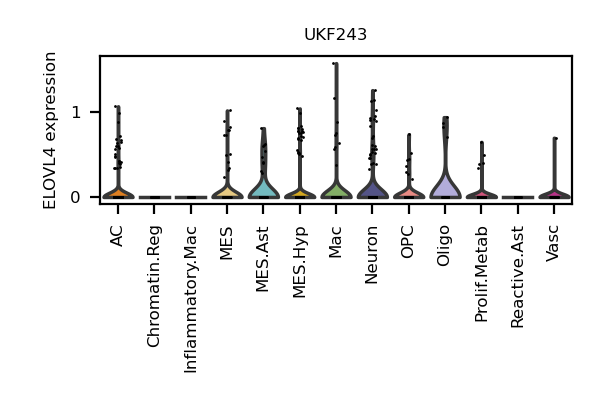 UKF243
ELOVL4 expression
1
0
AC
Chromatin.Reg
Inflammatory.Mac
MES
MES.Ast
MES.Hyp
Mac
Neuron
OPC
Oligo
Prolif.Metab
Reactive.Ast
Vasc